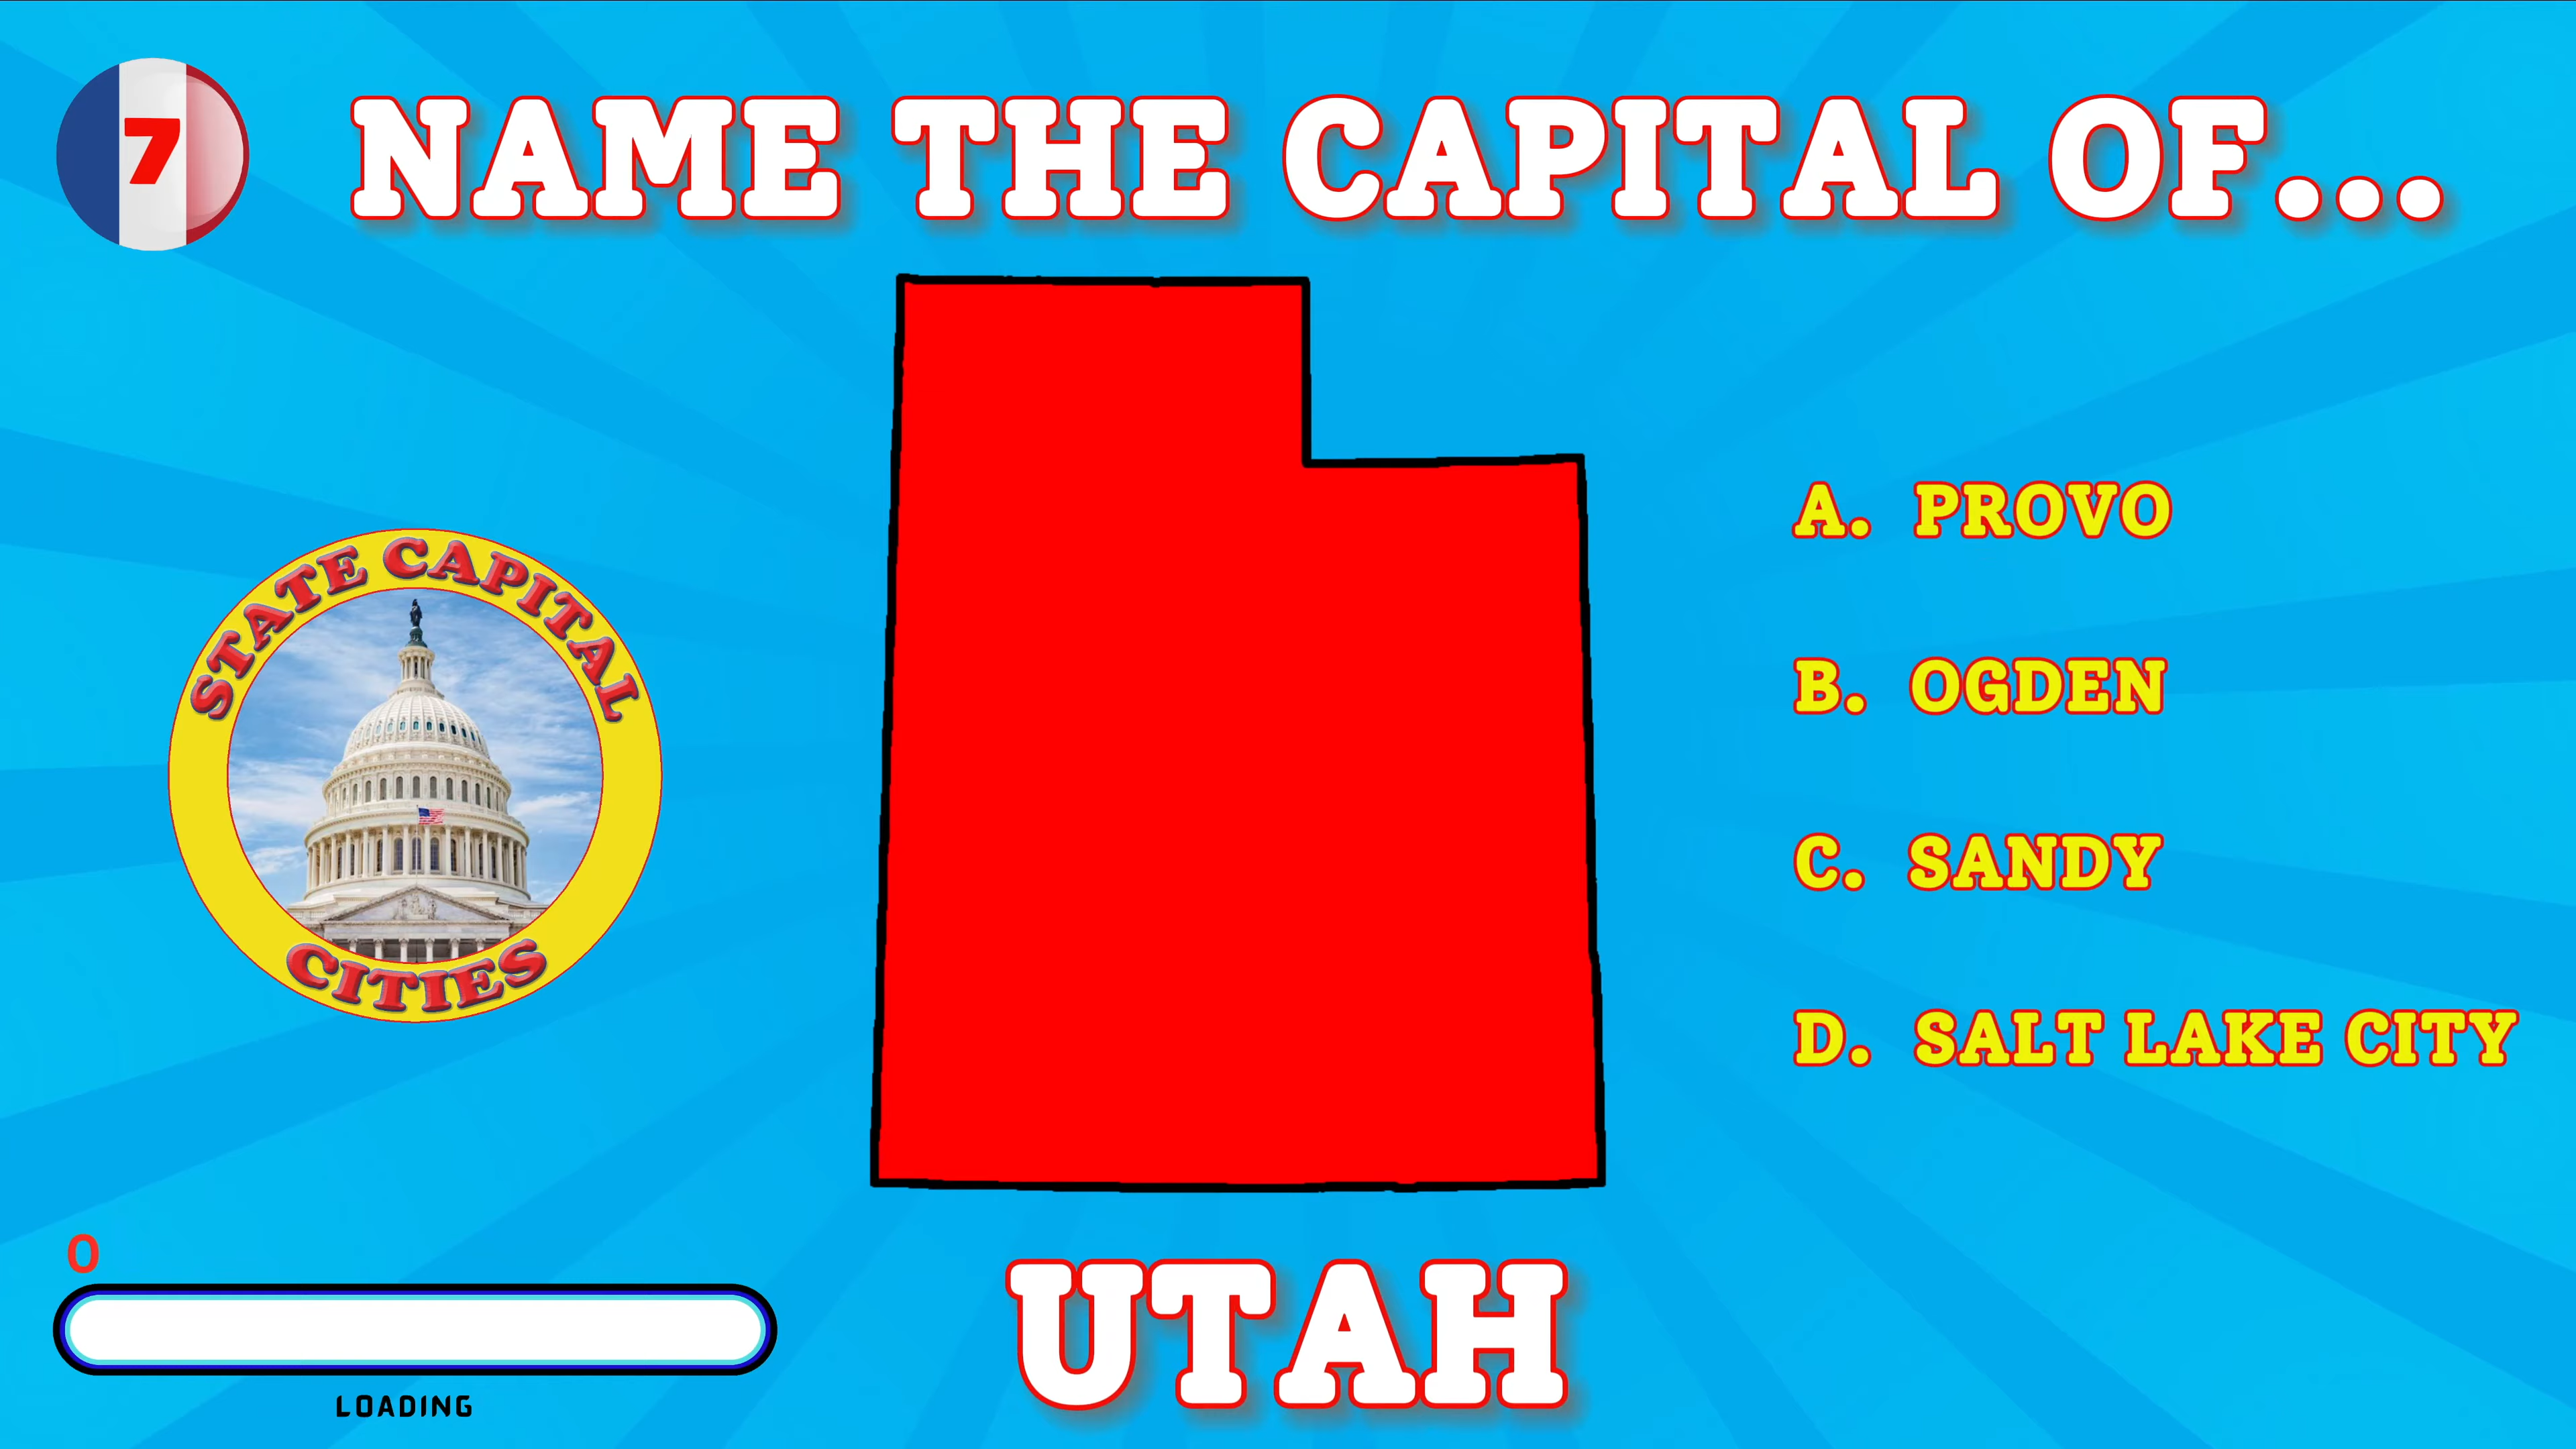 7
NAME THE CAPITAL OF...
STATE CAPITAL
CITIES
A. PROVO
B. OGDEN
C. SANDY
D. SALT LAKE CITY
0
LOADING
UTAH